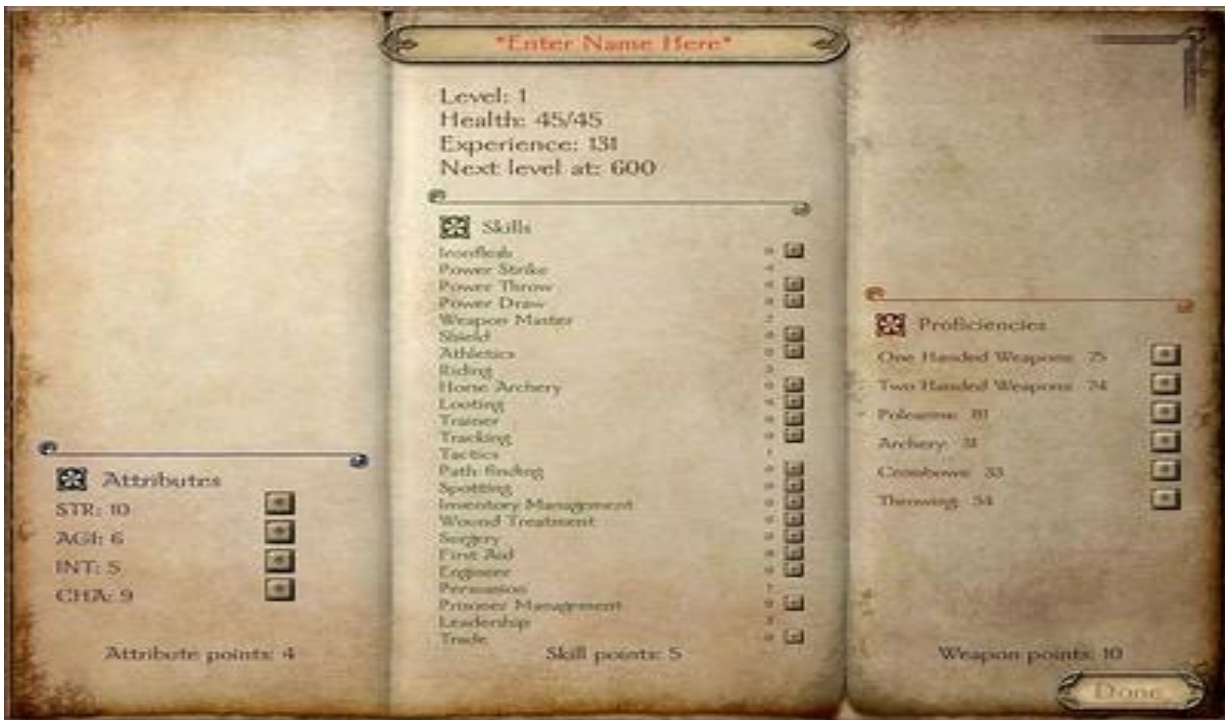 *Enter Name Here*
Level: 1
Health: 45/45
Experience: 131
Next level at: 600
Skills
Ironflesh
Power Strike
Power Throw
Power Draw
Weapon Master
Shield
Athletics
Riding
Horse Archery
Looting
Trainer
Tracking
Tactics
Path-finding
Spotting
Inventory Management
Wound Treatment
Surgery
First Aid
Engineer
Persuasion
Prisoner Management
Leadership
Trade
Skill points: 5
Attributes
STR: 10
AGI: 6
INT: 5
CHA: 9
Attribute points: 4
Proficiencies
One Handed Weapons: 75
Two Handed Weapons: 74
Polearms: 81
Archery: 31
Crossbows: 33
Throwing: 34
Weapon points: 10
Done